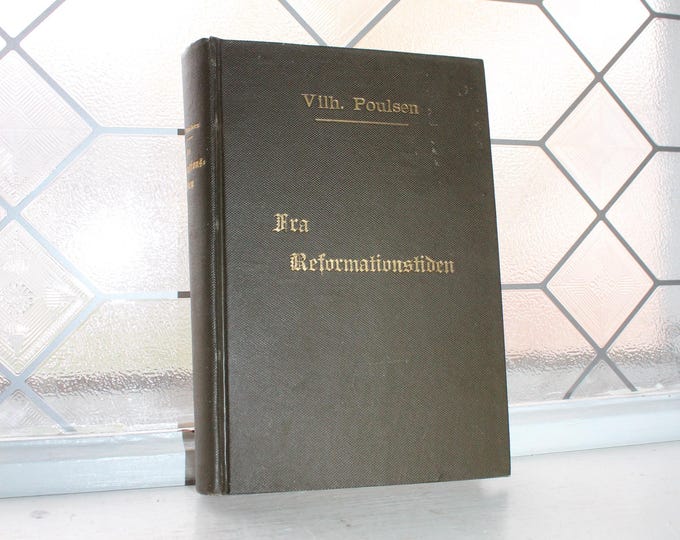 Vilh. Poulsen
Fra
Reformationstiden